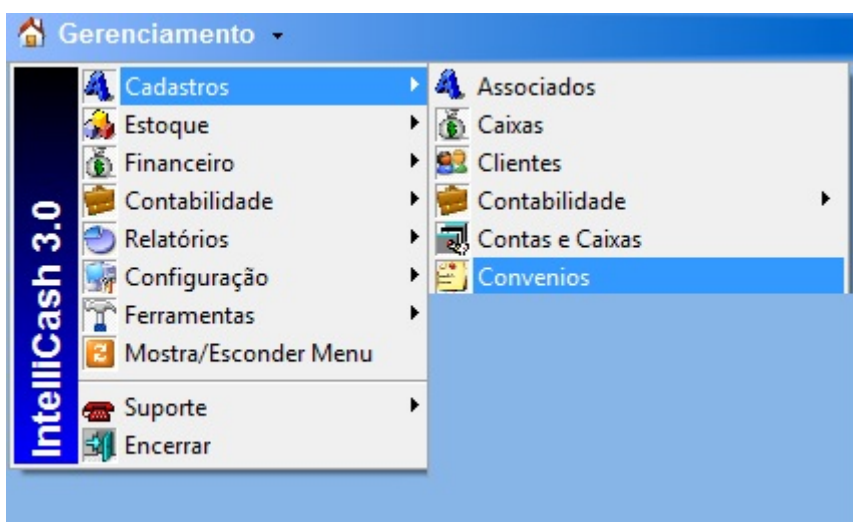 Gerenciamento
IntelliCash 3.0
Cadastros
Estoque
Financeiro
Contabilidade
Relatórios
Configuração
Ferramentas
Mostra/Esconder Menu
Suporte
Encerrar
Associados
Caixas
Clientes
Contabilidade
Contas e Caixas
Convenios